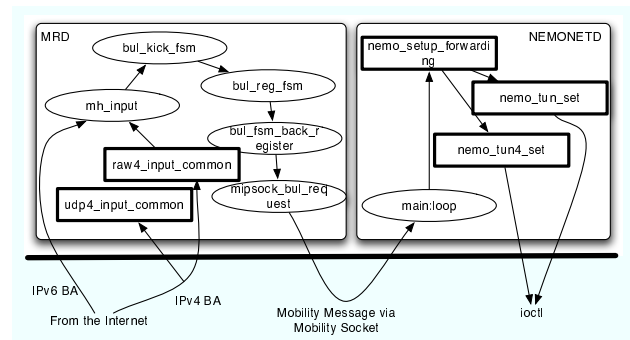 MRD
NEMONETD
bul_kick_fsm
nemo_setup_forwardi
ng
bul_reg_fsm
mh_input
nemo_tun_set
bul_fsm_back_r
egister
raw4_input_common
nemo_tun4_set
mipsock_bul_req
uest
udp4_input_common
main:loop
IPv6 BA
IPv4 BA
From the Internet
Mobility Message via
Mobility Socket
ioctl